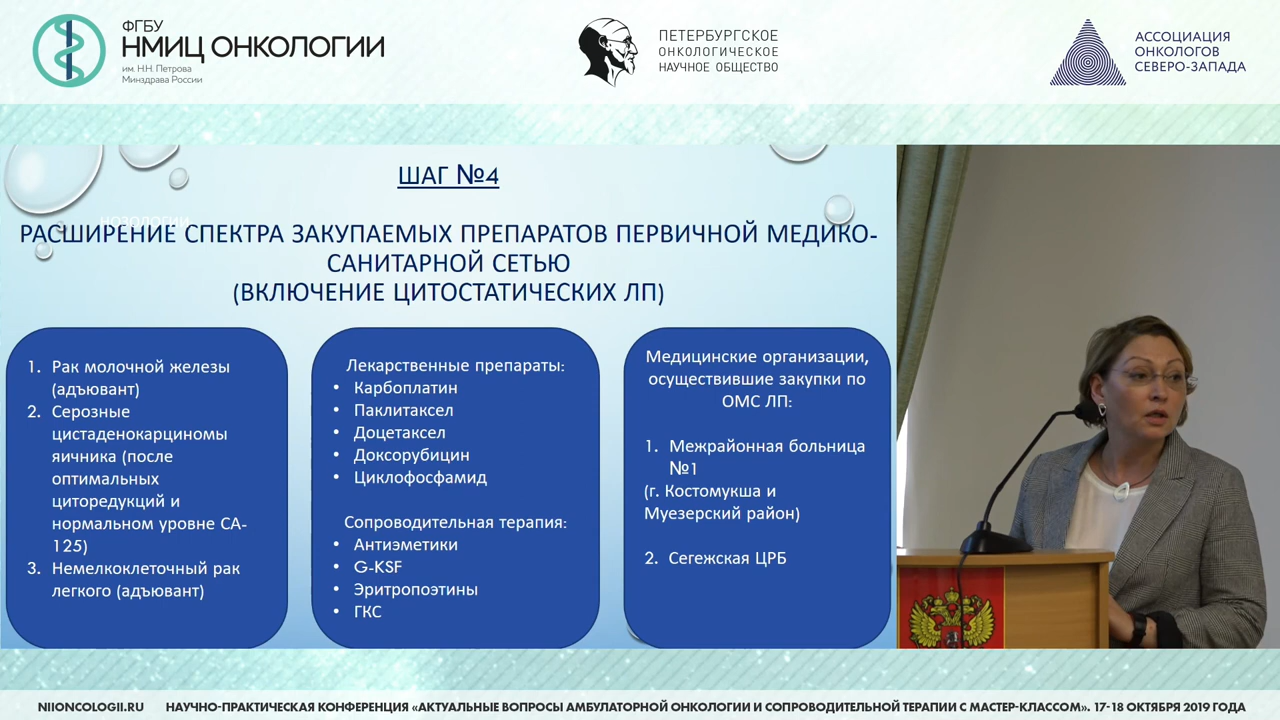 ФГБУ
НМИЦ ОНКОЛОГИИ
им. Н.Н. Петрова
Минздрава России
ПЕТЕРБУРГСКОЕ
ОНКОЛОГИЧЕСКОЕ
НАУЧНОЕ ОБЩЕСТВО
АССОЦИАЦИЯ
ОНКОЛОГОВ
СЕВЕРО-ЗАПАДА
ШАГ №4
НОЗОЛОГИИ
РАСШИРЕНИЕ СПЕКТРА ЗАКУПАЕМЫХ ПРЕПАРАТОВ ПЕРВИЧНОЙ МЕДИКО-
САНИТАРНОЙ СЕТЬЮ
(ВКЛЮЧЕНИЕ ЦИТОСТАТИЧЕСКИХ ЛП)
1. Рак молочной железы
(адъювант)
2. Серозные
цистаденокарциномы
яичника (после
оптимальных
циторедукций и
нормальном уровне СА-
125)
3. Немелкоклеточный рак
легкого (адъювант)
Лекарственные препараты:
• Карбоплатин
• Паклитаксел
• Доцетаксел
• Доксорубицин
• Циклофосфамид
Сопроводительная терапия:
• Антиэметики
• G-KSF
• Эритропоэтины
• ГКС
Медицинские организации,
осуществившие закупки по
ОМС ЛП:
1. Межрайонная больница
№1
(г. Костомукша и
Муезерский район)
2. Сегежская ЦРБ
NIIONCOLOGII.RU НАУЧНО-ПРАКТИЧЕСКАЯ КОНФЕРЕНЦИЯ «АКТУАЛЬНЫЕ ВОПРОСЫ АМБУЛАТОРНОЙ ОНКОЛОГИИ И СОПРОВОДИТЕЛЬНОЙ ТЕРАПИИ С МАСТЕР-КЛАССОМ». 17-18 ОКТЯБРЯ 2019 ГОДА